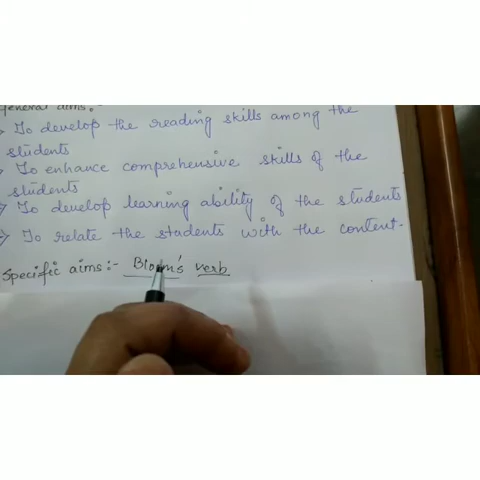 General aims:-
> To develop the reading skills among the
students
> To enhance comprehensive skills of the
students
> To develop learning ability of the students
> To relate the students with the content.
Specific aims:- Bloom's verb